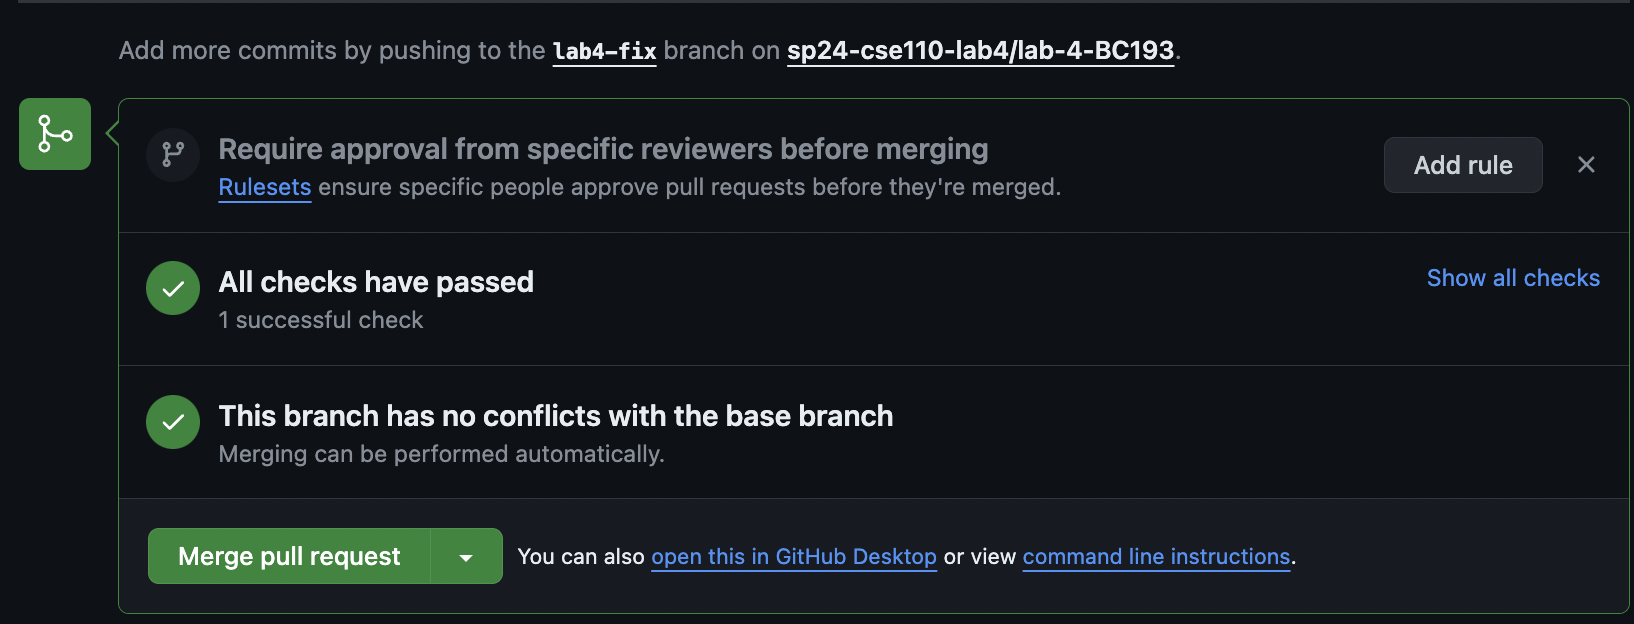 Add more commits by pushing to the lab4-fix branch on sp24-cse110-lab4/lab-4-BC193.
Require approval from specific reviewers before merging
Rulesets ensure specific people approve pull requests before they're merged.
Add rule
All checks have passed
1 successful check
Show all checks
This branch has no conflicts with the base branch
Merging can be performed automatically.
Merge pull request
You can also open this in GitHub Desktop or view command line instructions.